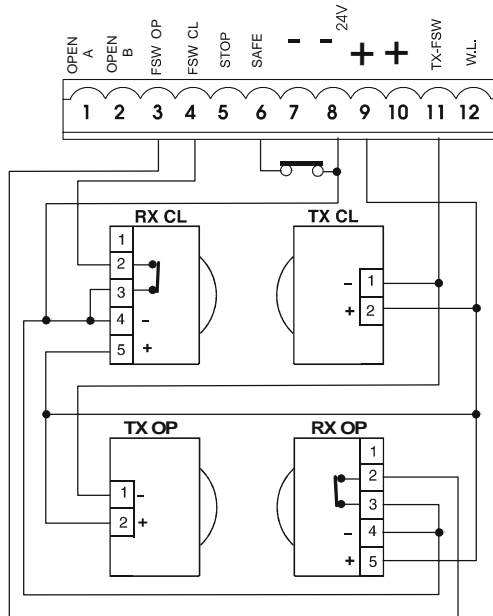 OPEN A
OPEN B
FSW OP
FSW CL
STOP
SAFE
-
-
24V
+
+
TX-FSW
W.L.
1 2 3 4 5 6 7 8 9 10 11 12
RX CL
1
2
3
4 -
5 +
TX CL
- 1
+ 2
TX OP
1 -
2 +
RX OP
1
2
3
- 4
+ 5